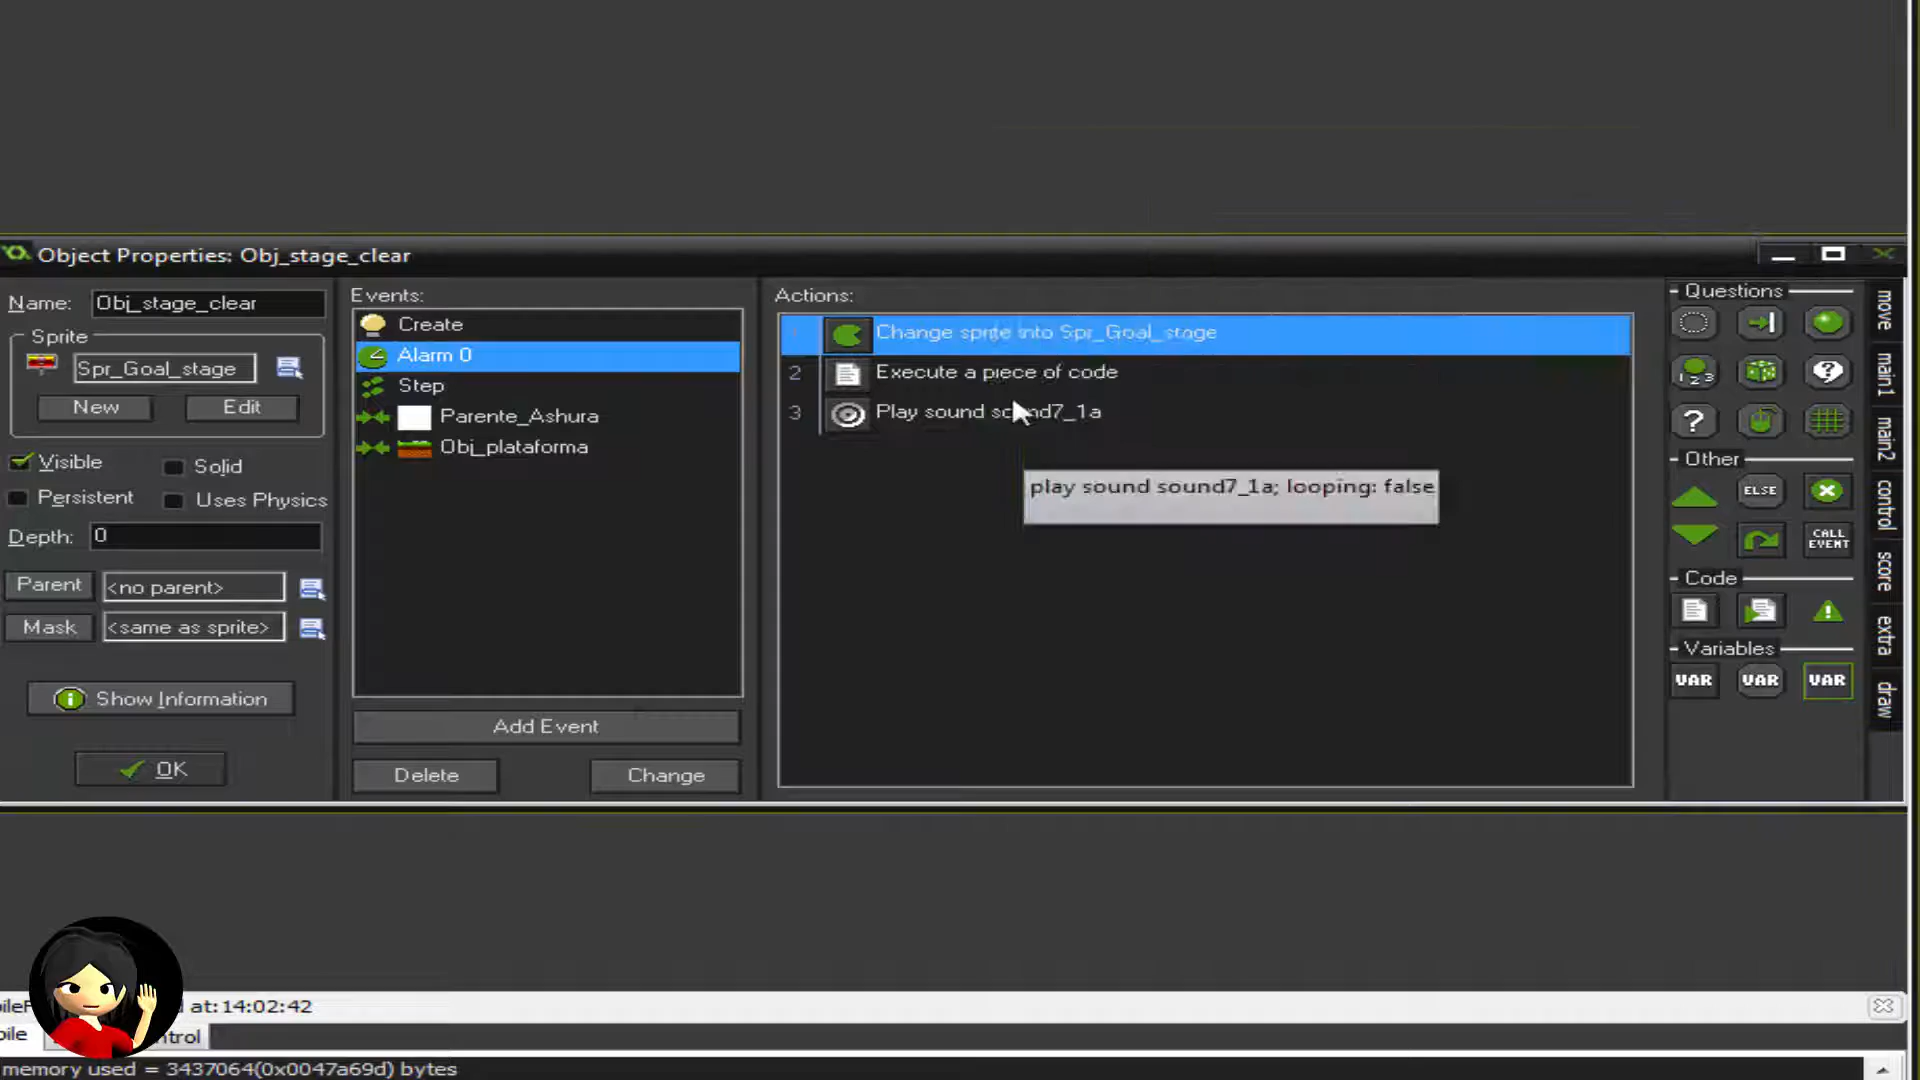 Object Properties: Obj_stage_clear
Name: Obj_stage_clear
Sprite
Spr_Goal_stage
New Edit
Visible Solid
Persistent Uses Physics
Depth: 0
Parent <no parent>
Mask <same as sprite>
Show Information
OK
Events:
Create
Alarm 0
Step
Parente_Ashura
Obj_plataforma
Add Event
Delete Change
Actions:
Change sprite into Spr_Goal_stage
2 Execute a piece of code
3 Play sound sound7_1a
play sound sound7_1a; looping: false
Questions
1 2 3
?
?
Other
ELSE
CALL
EVENT
Code
Variables
VAR VAR VAR
move
main1
main2
control
score
extra
draw
at:14:02:42
memory used = 3437064(0x0047a69d) bytes